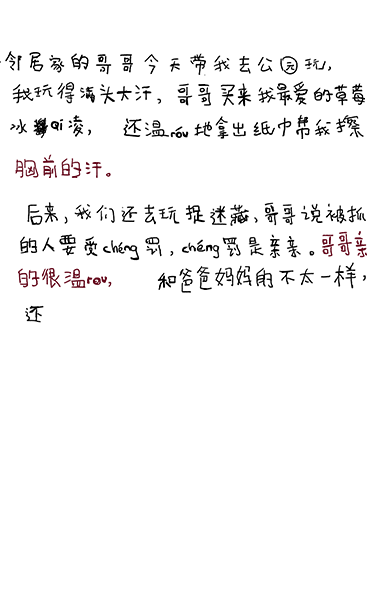 邻居家的哥哥今天带我去公园玩,
我玩得满头大汗,哥哥买来我最爱的草莓
冰qi凌,还温róu地拿出纸巾帮我擦
胸前的汗。
后来,我们还去玩捉迷藏,哥哥说被抓
的人要受chéng罚,chéng罚是亲亲。哥哥亲
的很温rou,和爸爸妈妈的不太一样,
还